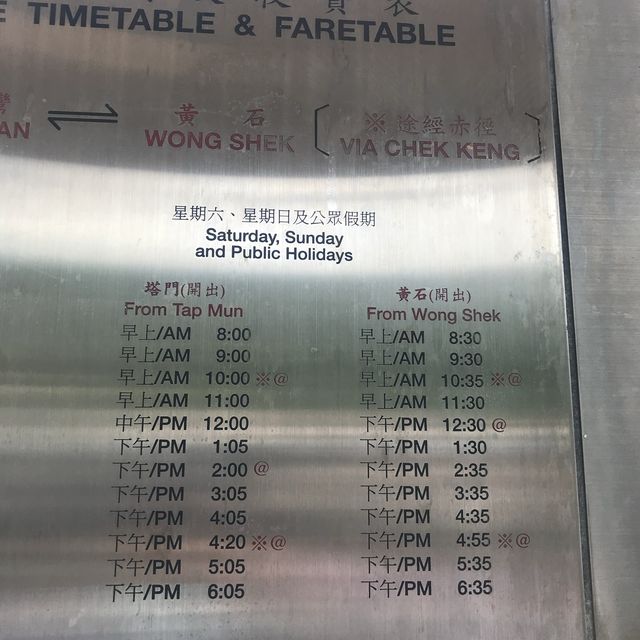 TIMETABLE & FARETABLE
黃 石
WONG SHEK
※ 途經赤徑
VIA CHEK KENG
星期六、星期日及公眾假期
Saturday, Sunday
and Public Holidays
塔門(開出) 黃石(開出)
From Tap Mun From Wong Shek
早上/AM 8:00 早上/AM 8:30
早上/AM 9:00 早上/AM 9:30
早上/AM 10:00 ※@ 早上/AM 10:35 ※@
早上/AM 11:00 早上/AM 11:30
中午/PM 12:00 下午/PM 12:30 @
下午/PM 1:05 下午/PM 1:30
下午/PM 2:00 @ 下午/PM 2:35
下午/PM 3:05 下午/PM 3:35
下午/PM 4:05 下午/PM 4:35
下午/PM 4:20 ※@ 下午/PM 4:55 ※@
下午/PM 5:05 下午/PM 5:35
下午/PM 6:05 下午/PM 6:35